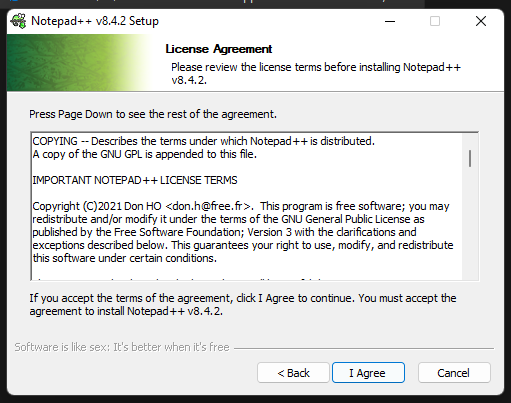 Notepad++ v8.4.2 Setup
License Agreement
Please review the license terms before installing Notepad++
v8.4.2.
Press Page Down to see the rest of the agreement.
COPYING -- Describes the terms under which Notepad++ is distributed.
A copy of the GNU GPL is appended to this file.
IMPORTANT NOTEPAD++ LICENSE TERMS
Copyright (C)2021 Don HO <don.h@free.fr>. This program is free software; you may
redistribute and/or modify it under the terms of the GNU General Public License as
published by the Free Software Foundation; Version 3 with the clarifications and
exceptions described below. This guarantees your right to use, modify, and redistribute
this software under certain conditions.
If you accept the terms of the agreement, click I Agree to continue. You must accept the
agreement to install Notepad++ v8.4.2.
Software is like sex: It's better when it's free
< Back
I Agree
Cancel